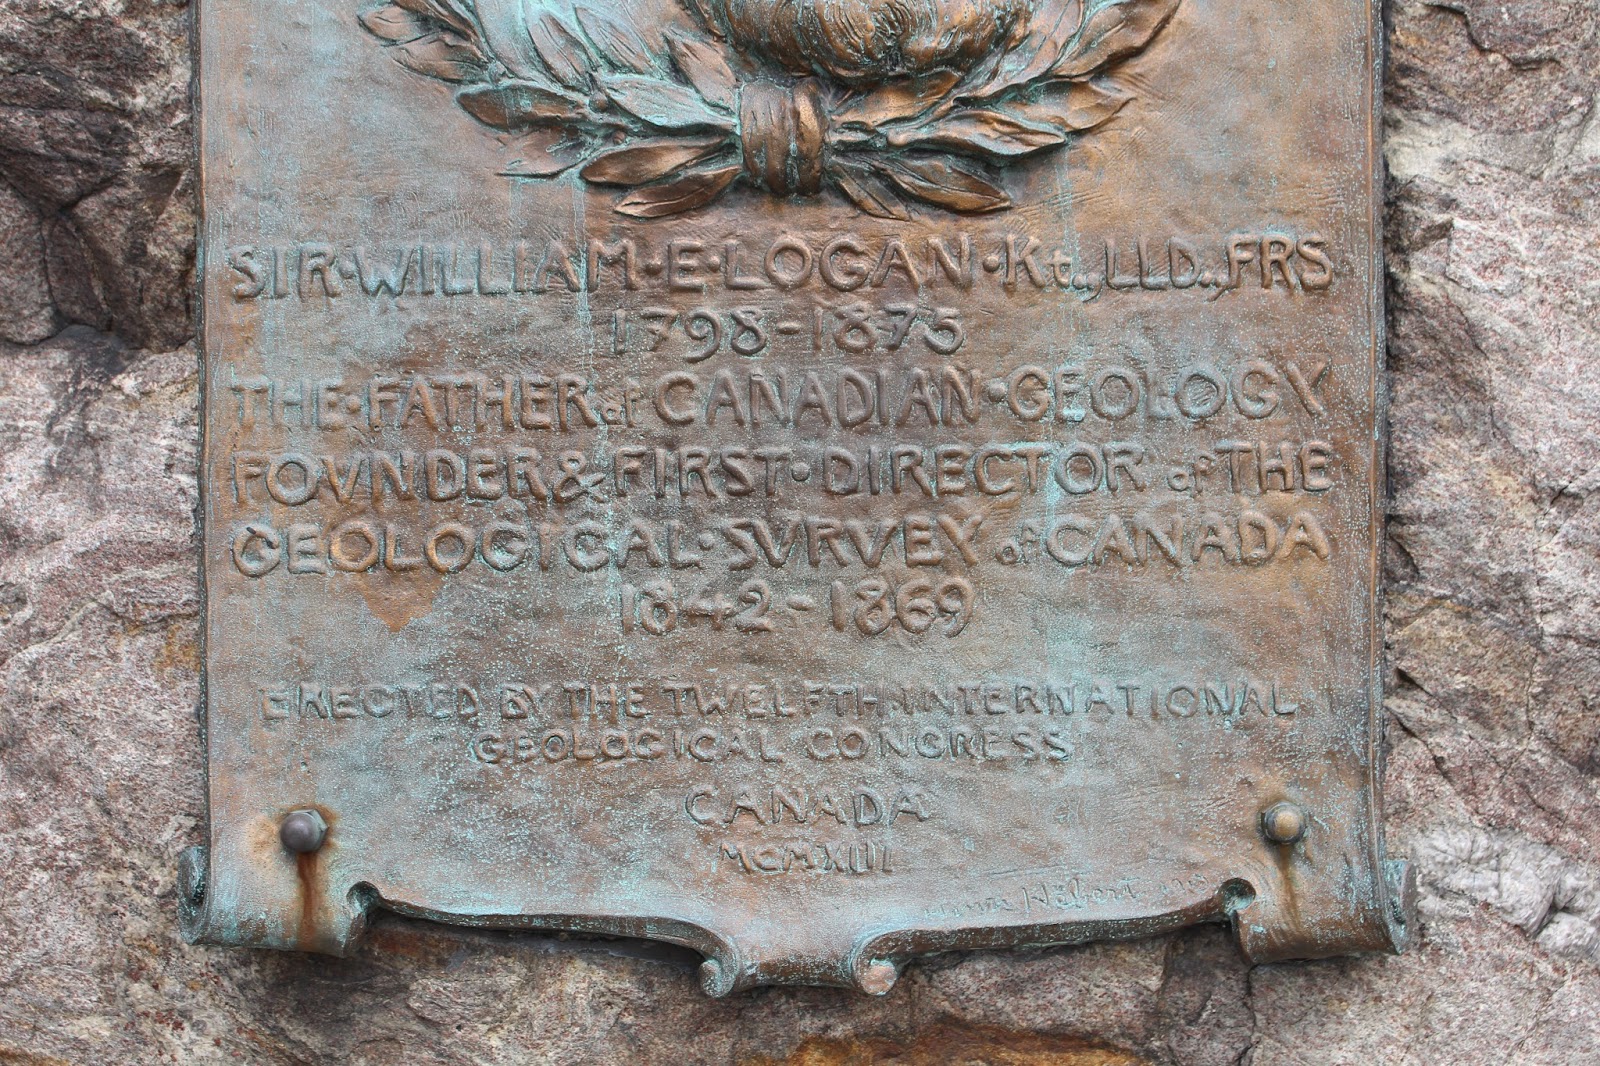 SIR·WILLIAM·E·LOGAN·Kt., LLD., FRS
1798-1875
THE·FATHER of CANADIAN·GEOLOGY
FOVNDER & FIRST·DIRECTOR of THE
GEOLOGICAL·SVRVEY of CANADA
1842-1869
ERECTED BY THE TWELFTH·INTERNATIONAL
GEOLOGICAL CONGRESS
CANADA
MCMXIII
Hébert